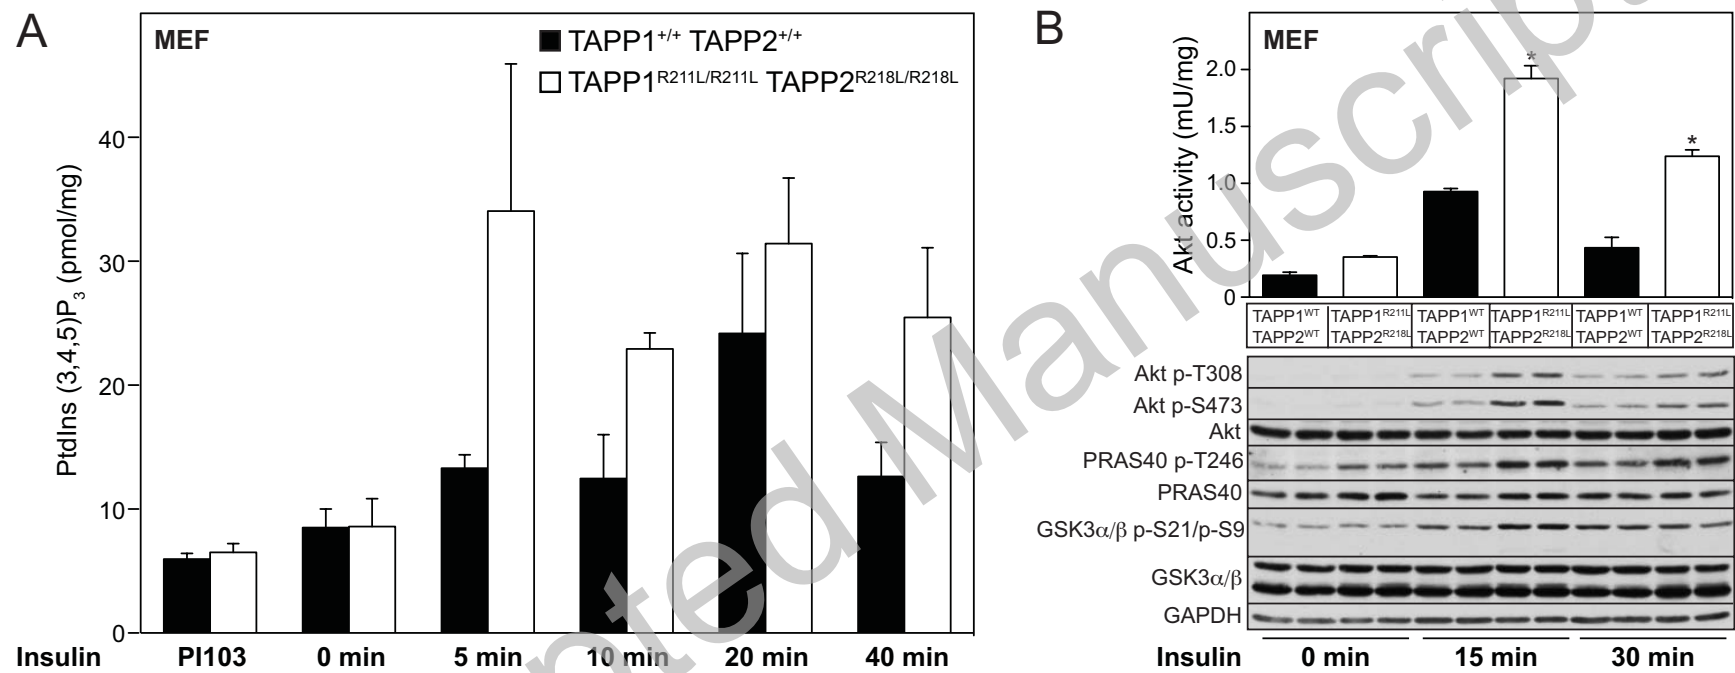 A
MEF
TAPP1+/+ TAPP2+/+
TAPP1R211L/R211L TAPP2R218L/R218L
PtdIns (3,4,5)P3 (pmol/mg)
40
30
20
10
0
Insulin PI103 0 min 5 min 10 min 20 min 40 min
B
MEF
Akt activity (mU/mg)
2.0
1.5
1.0
0.5
0
*
*
TAPP1WT TAPP1R211L TAPP1WT TAPP1R211L TAPP1WT TAPP1R211L
TAPP2WT TAPP2R218L TAPP2WT TAPP2R218L TAPP2WT TAPP2R218L
Akt p-T308
Akt p-S473
Akt
PRAS40 p-T246
PRAS40
GSK3α/β p-S21/p-S9
GSK3α/β
GAPDH
Insulin 0 min 15 min 30 min
nted Manuscript